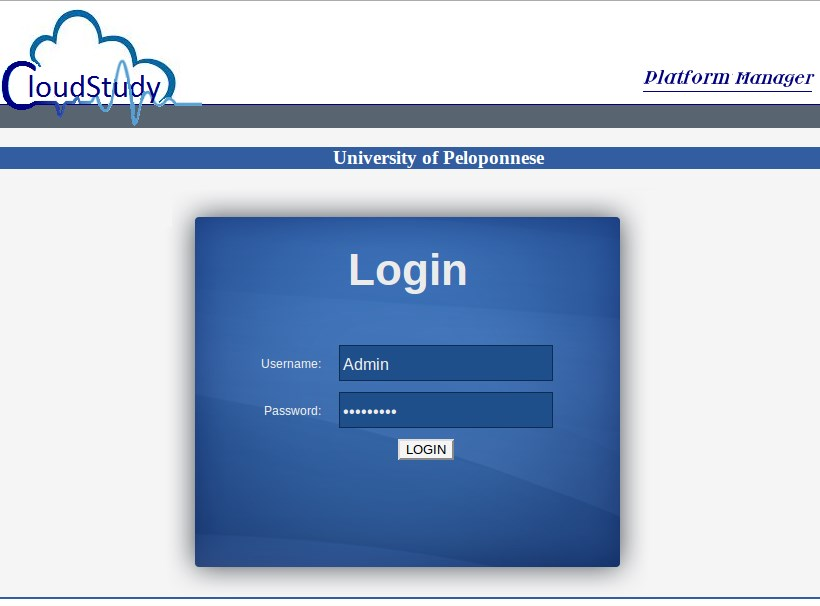 CloudStudy
Platform Manager
University of Peloponnese
Login
Username: Admin
Password: •••••••••
LOGIN